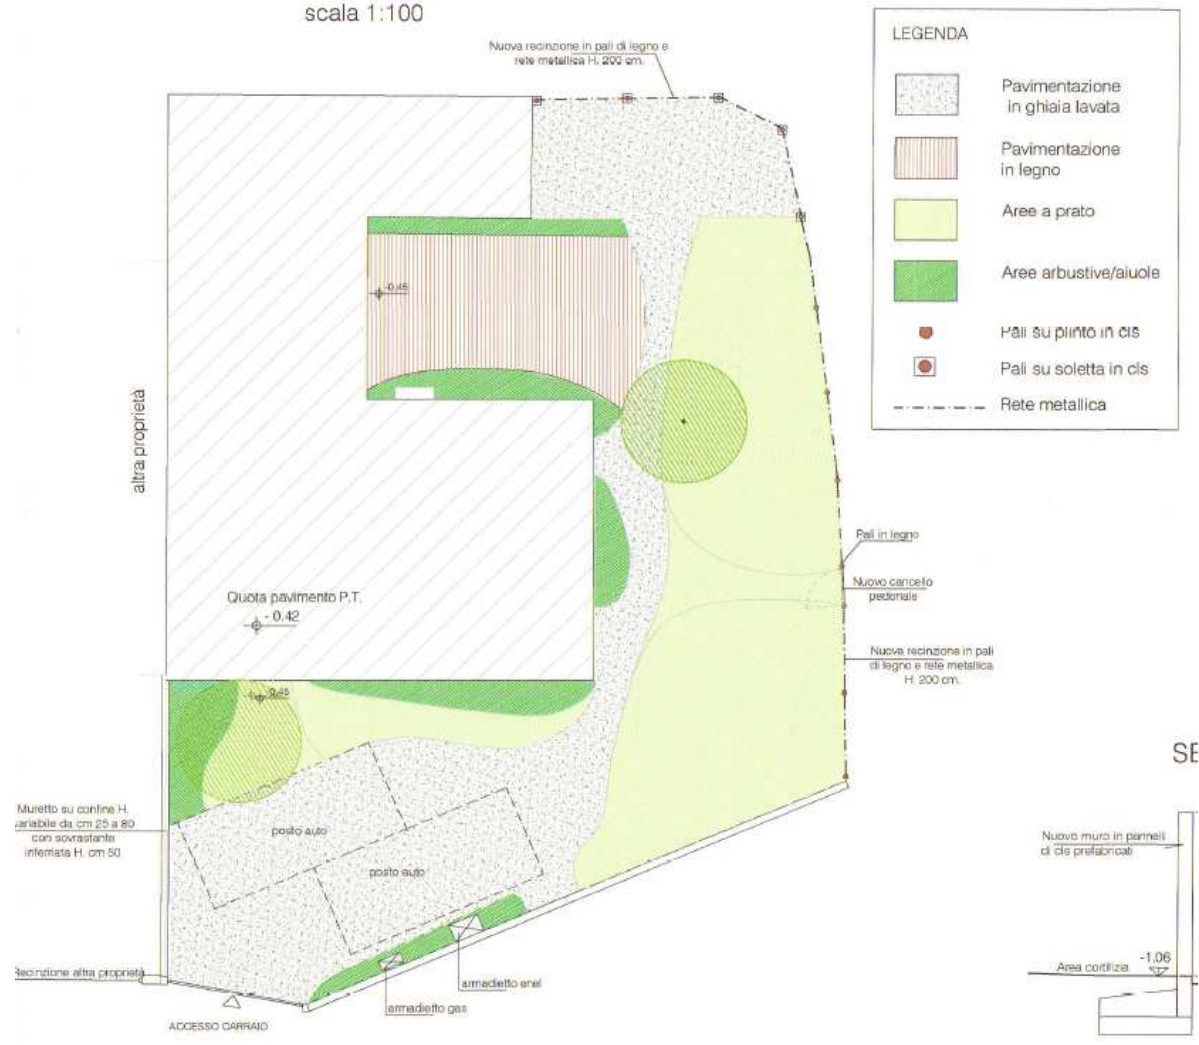 scala 1:100
Nuova recinzione in pali di legno e
rete metallica H. 200 cm.
LEGENDA
Pavimentazione
in ghiaia lavata
Pavimentazione
in legno
Aree a prato
Aree arbustive/aiuole
Pali su plinto in cls
Pali su soletta in cls
Rete metallica
-0.45
altra proprietà
Pali in legno
Nuovo cancello
pedonale
Quota pavimento P.T.
- 0.42
Nuova recinzione in pali
di legno e rete metallica
H. 200 cm.
-0.45
SE
Muretto su confine H.
variabile da cm 25 a 80
con sovrastante
inferriata H. cm 50
posto auto
posto auto
Nuovo muro in pannelli
di cls prefabricati
-1.06
Area cortilizia
Recinzione altra proprietà
armadietto enel
armadietto gas
ACCESSO CARRAIO